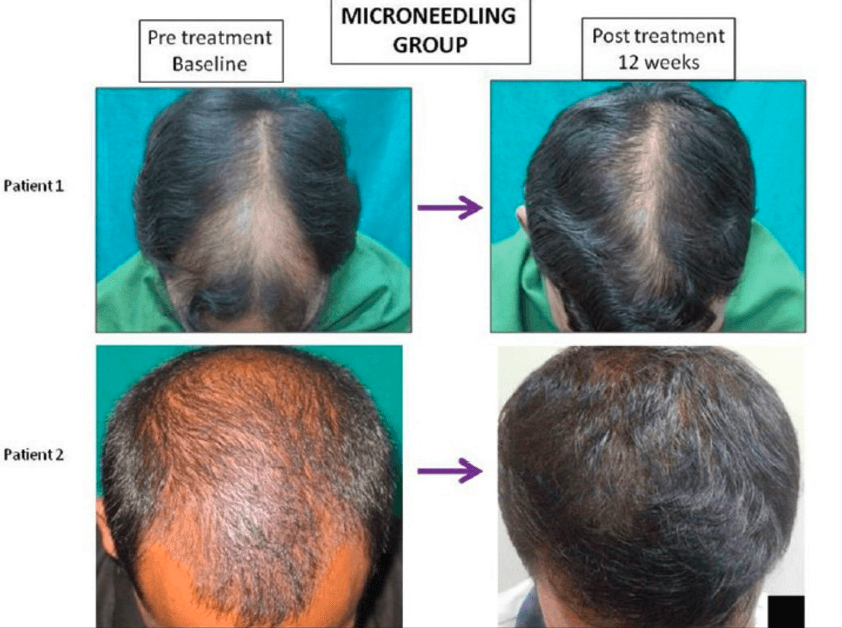 MICRONEEDLING
GROUP
Pre treatment
Baseline
Post treatment
12 weeks
Patient 1
Patient 2